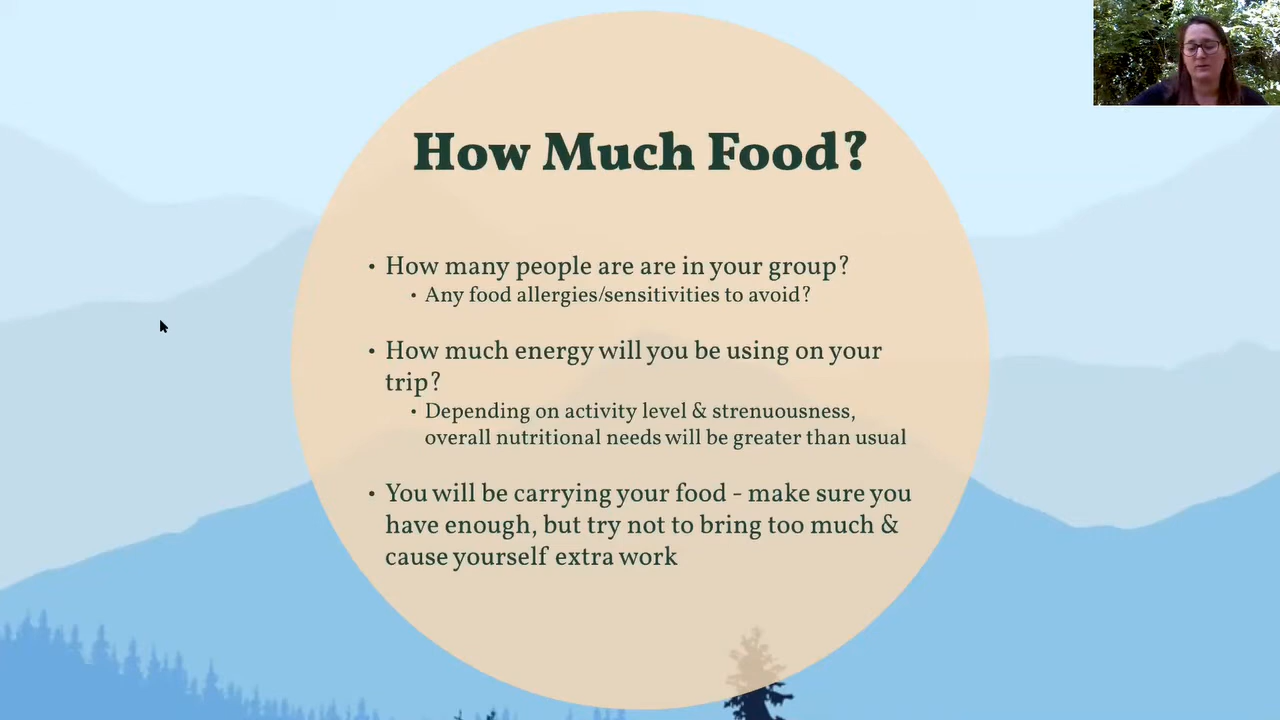 How Much Food?
• How many people are are in your group?
• Any food allergies/sensitivities to avoid?
• How much energy will you be using on your
trip?
• Depending on activity level & strenuousness,
overall nutritional needs will be greater than usual
• You will be carrying your food - make sure you
have enough, but try not to bring too much &
cause yourself extra work